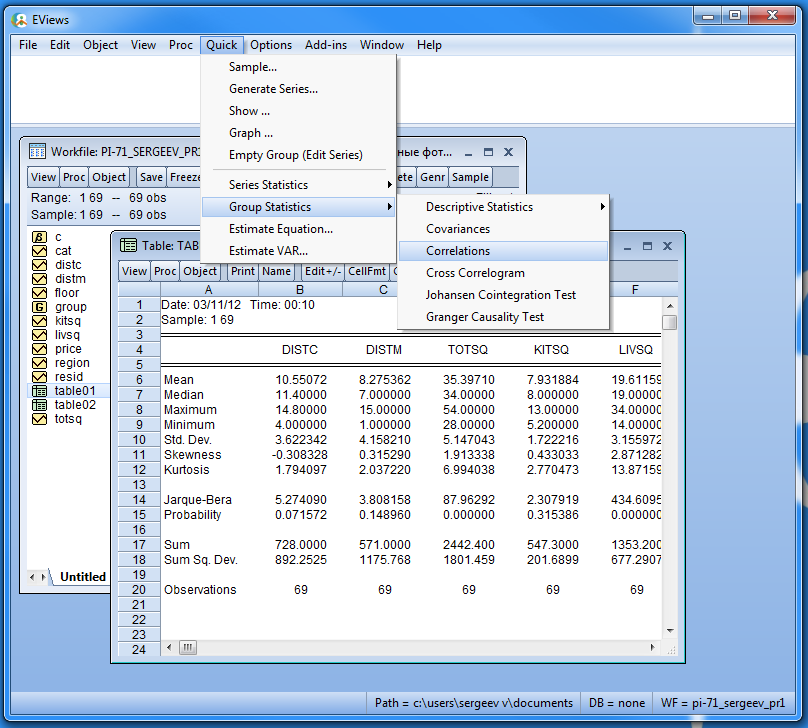 EViews
File Edit Object View Proc Quick Options Add-ins Window Help
Sample...
Generate Series...
Show ...
Graph ...
Empty Group (Edit Series)
Series Statistics
Group Statistics
Estimate Equation...
Estimate VAR...
Descriptive Statistics
Covariances
Correlations
Cross Correlogram
Johansen Cointegration Test
Granger Causality Test
Workfile: PI-71_SERGEEV_PR1 ные фот...
View Proc Object Save Freeze ete Genr Sample
Range: 1 69 -- 69 obs
Sample: 1 69 -- 69 obs
c
cat
distc
distm
floor
group
kitsq
livsq
price
region
resid
table01
table02
totsq
Untitled
Table: TAB
View Proc Object Print Name Edit+/- CellFmt
A B C F
1 Date: 03/11/12 Time: 00:10
2 Sample: 1 69
3
4 DISTC DISTM TOTSQ KITSQ LIVSQ
5
6 Mean 10.55072 8.275362 35.39710 7.931884 19.61159
7 Median 11.40000 7.000000 34.00000 8.000000 19.00000
8 Maximum 14.80000 15.00000 54.00000 13.00000 34.00000
9 Minimum 4.000000 1.000000 28.00000 5.200000 14.00000
10 Std. Dev. 3.622342 4.158210 5.147043 1.722216 3.155972
11 Skewness -0.308328 0.315290 1.913338 0.433033 2.871282
12 Kurtosis 1.794097 2.037220 6.994038 2.770473 13.87159
13
14 Jarque-Bera 5.274090 3.808158 87.96292 2.307919 434.6095
15 Probability 0.071572 0.148960 0.000000 0.315386 0.000000
16
17 Sum 728.0000 571.0000 2442.400 547.3000 1353.200
18 Sum Sq. Dev. 892.2525 1175.768 1801.459 201.6899 677.2907
19
20 Observations 69 69 69 69 69
21
22
23
24
Path = c:\users\sergeev v\documents DB = none WF = pi-71_sergeev_pr1